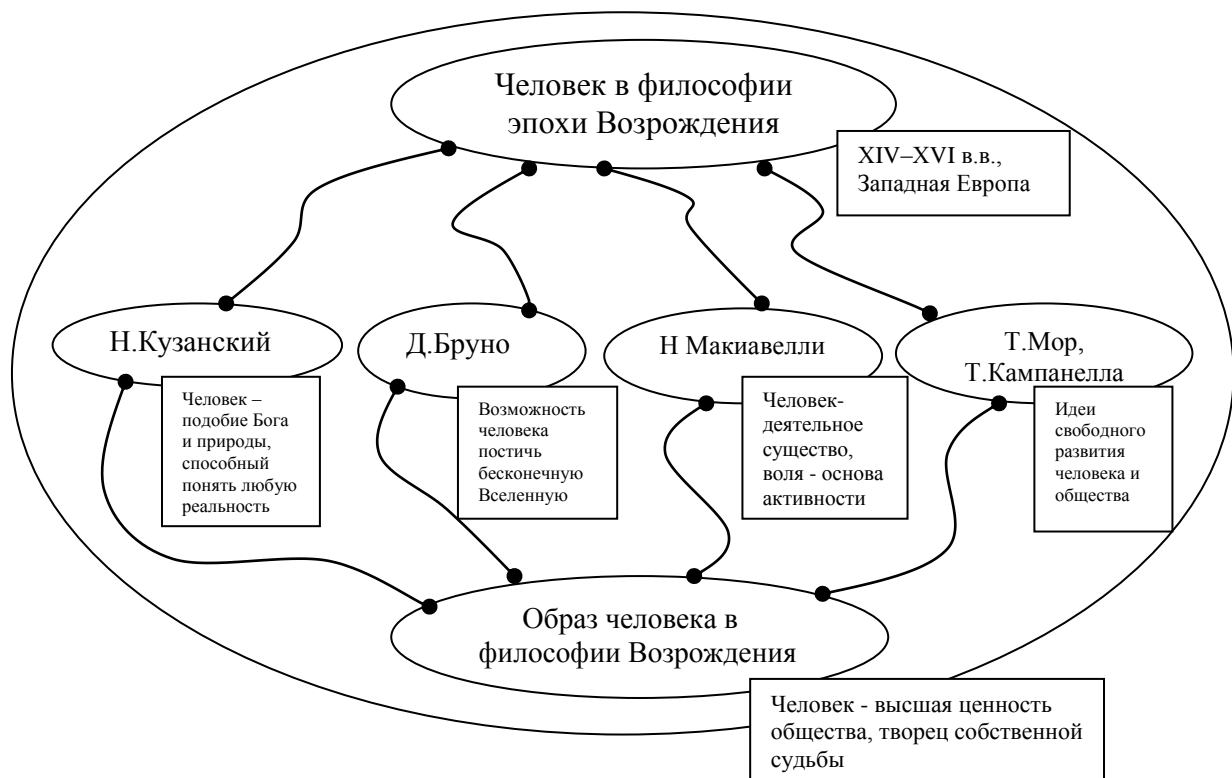 Человек в философии
эпохи Возрождения
XIV–XVI в.в.,
Западная Европа
Н.Кузанский
Человек –
подобие Бога
и природы,
способный
понять любую
реальность
Д.Бруно
Возможность
человека
постичь
бесконечную
Вселенную
Н Макиавелли
Человек-
деятельное
существо,
воля - основа
активности
Т.Мор,
Т.Кампанелла
Идеи
свободного
развития
человека и
общества
Образ человека в
философии Возрождения
Человек - высшая ценность
общества, творец собственной
судьбы